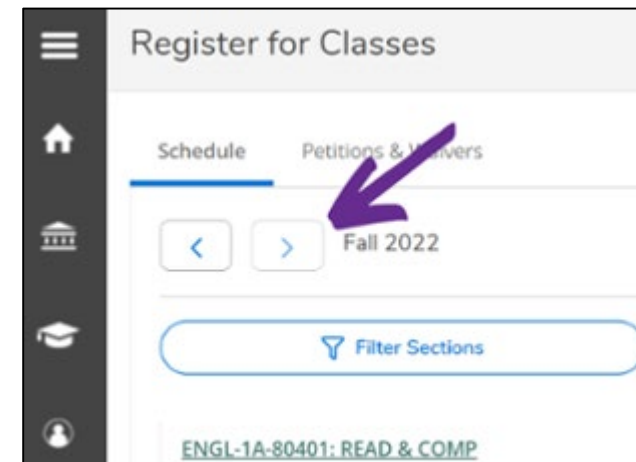 Register for Classes
Schedule Petitions & Waivers
Fall 2022
Filter Sections
ENGL-1A-80401: READ & COMP